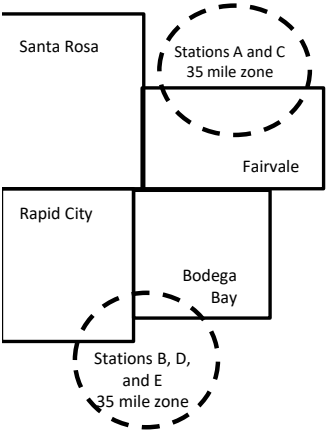 Santa Rosa
Stations A and C
35 mile zone
Fairvale
Rapid City
Bodega
Bay
Stations B, D,
and E
35 mile zone